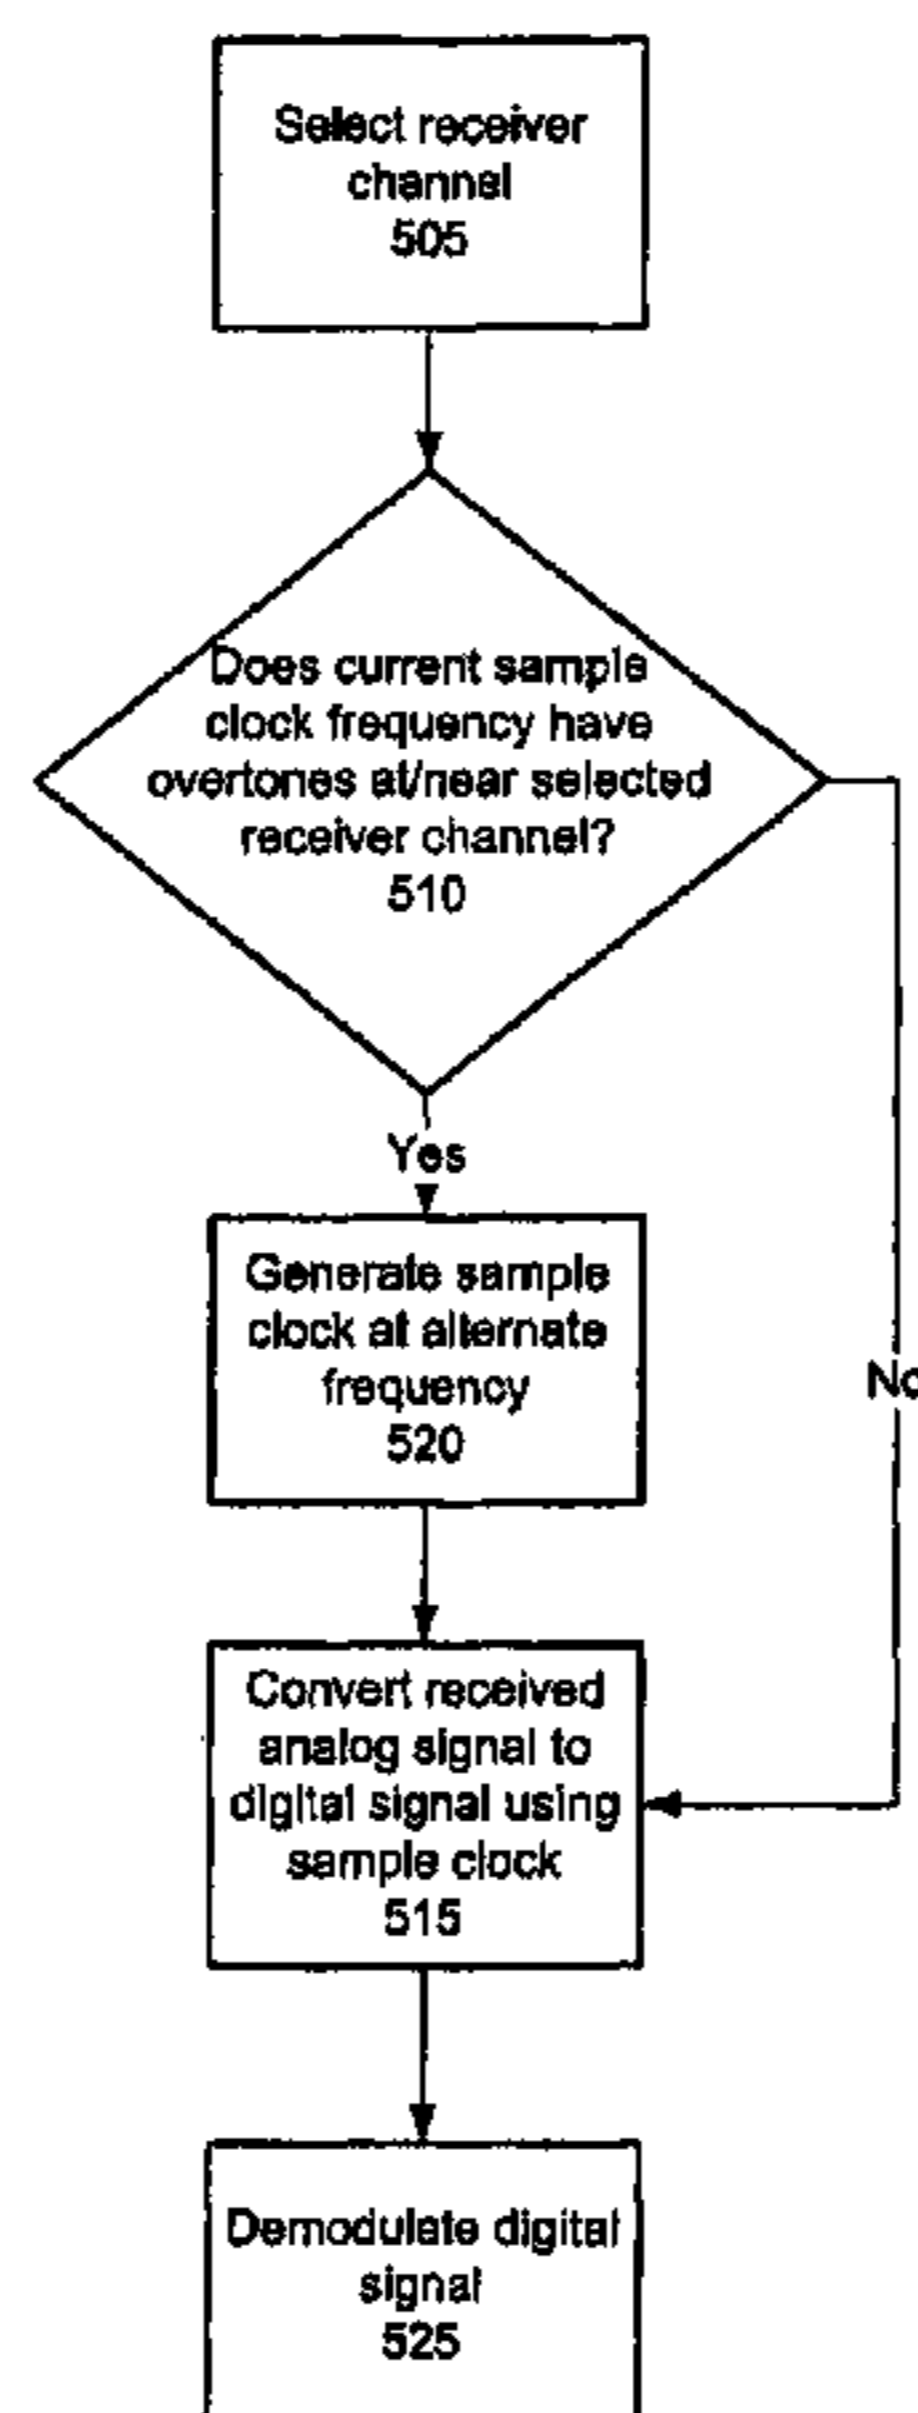 Select receiver
channel
505
Does current sample
clock frequency have
overtones at/near selected
receiver channel?
510
Yes
Generate sample
clock at alternate
frequency
520
No
Convert received
analog signal to
digital signal using
sample clock
515
Demodulate digital
signal
525